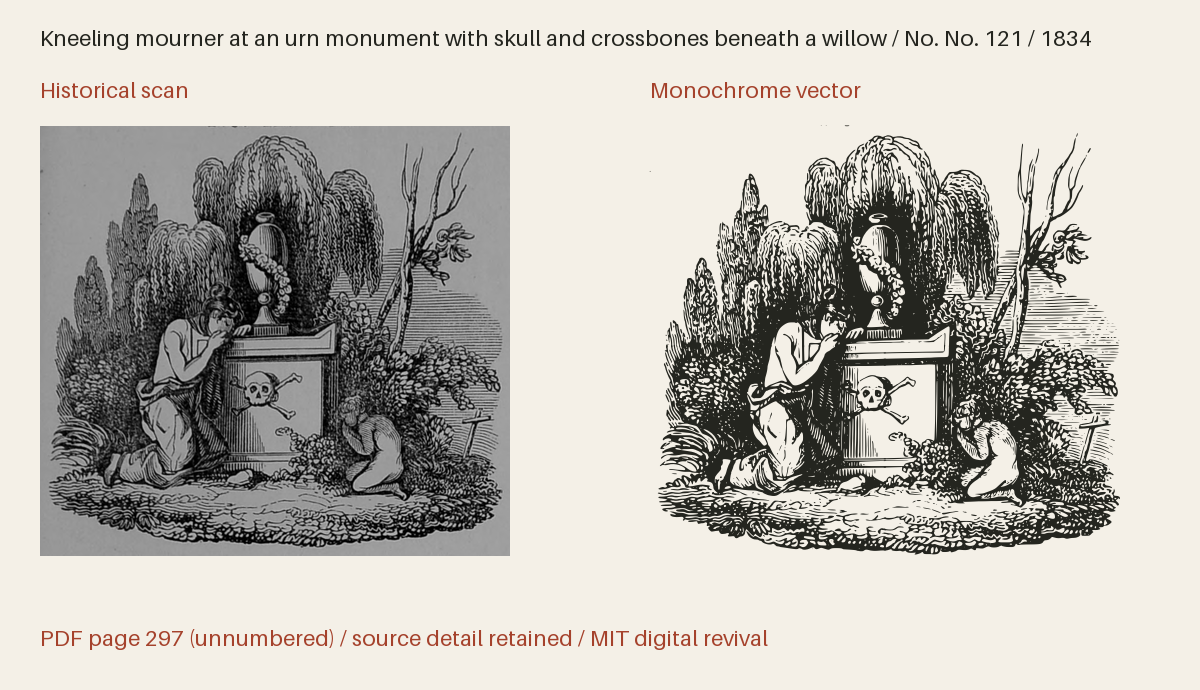 Kneeling mourner at an urn monument with skull and crossbones beneath a willow / No. No. 121 / 1834
Historical scan
Monochrome vector
PDF page 297 (unnumbered) / source detail retained / MIT digital revival